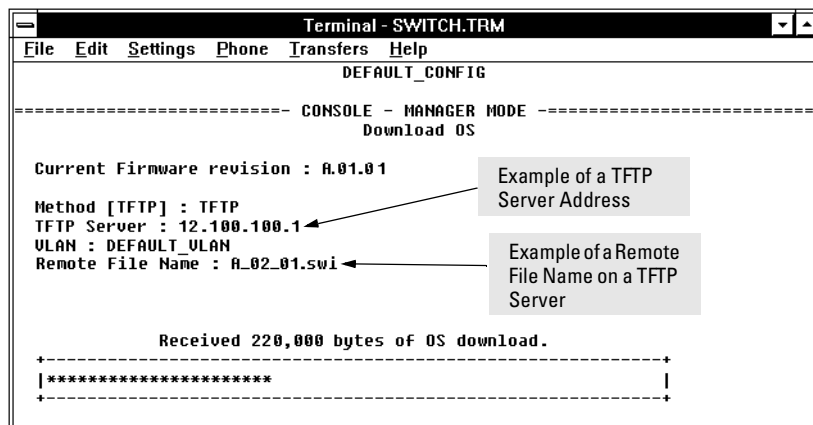 Terminal - SWITCH.TRM
File Edit Settings Phone Transfers Help
DEFAULT_CONFIG
==========================- CONSOLE - MANAGER MODE -==========================
Download OS
Current Firmware revision : A.01.01
Method [TFTP] : TFTP
TFTP Server : 12.100.100.1
VLAN : DEFAULT_VLAN
Remote File Name : A_02_01.swi
Example of a TFTP
Server Address
Example of a Remote
File Name on a TFTP
Server
Received 220,000 bytes of OS download.
+------------------------------------------------------------+
|********************** |
+------------------------------------------------------------+